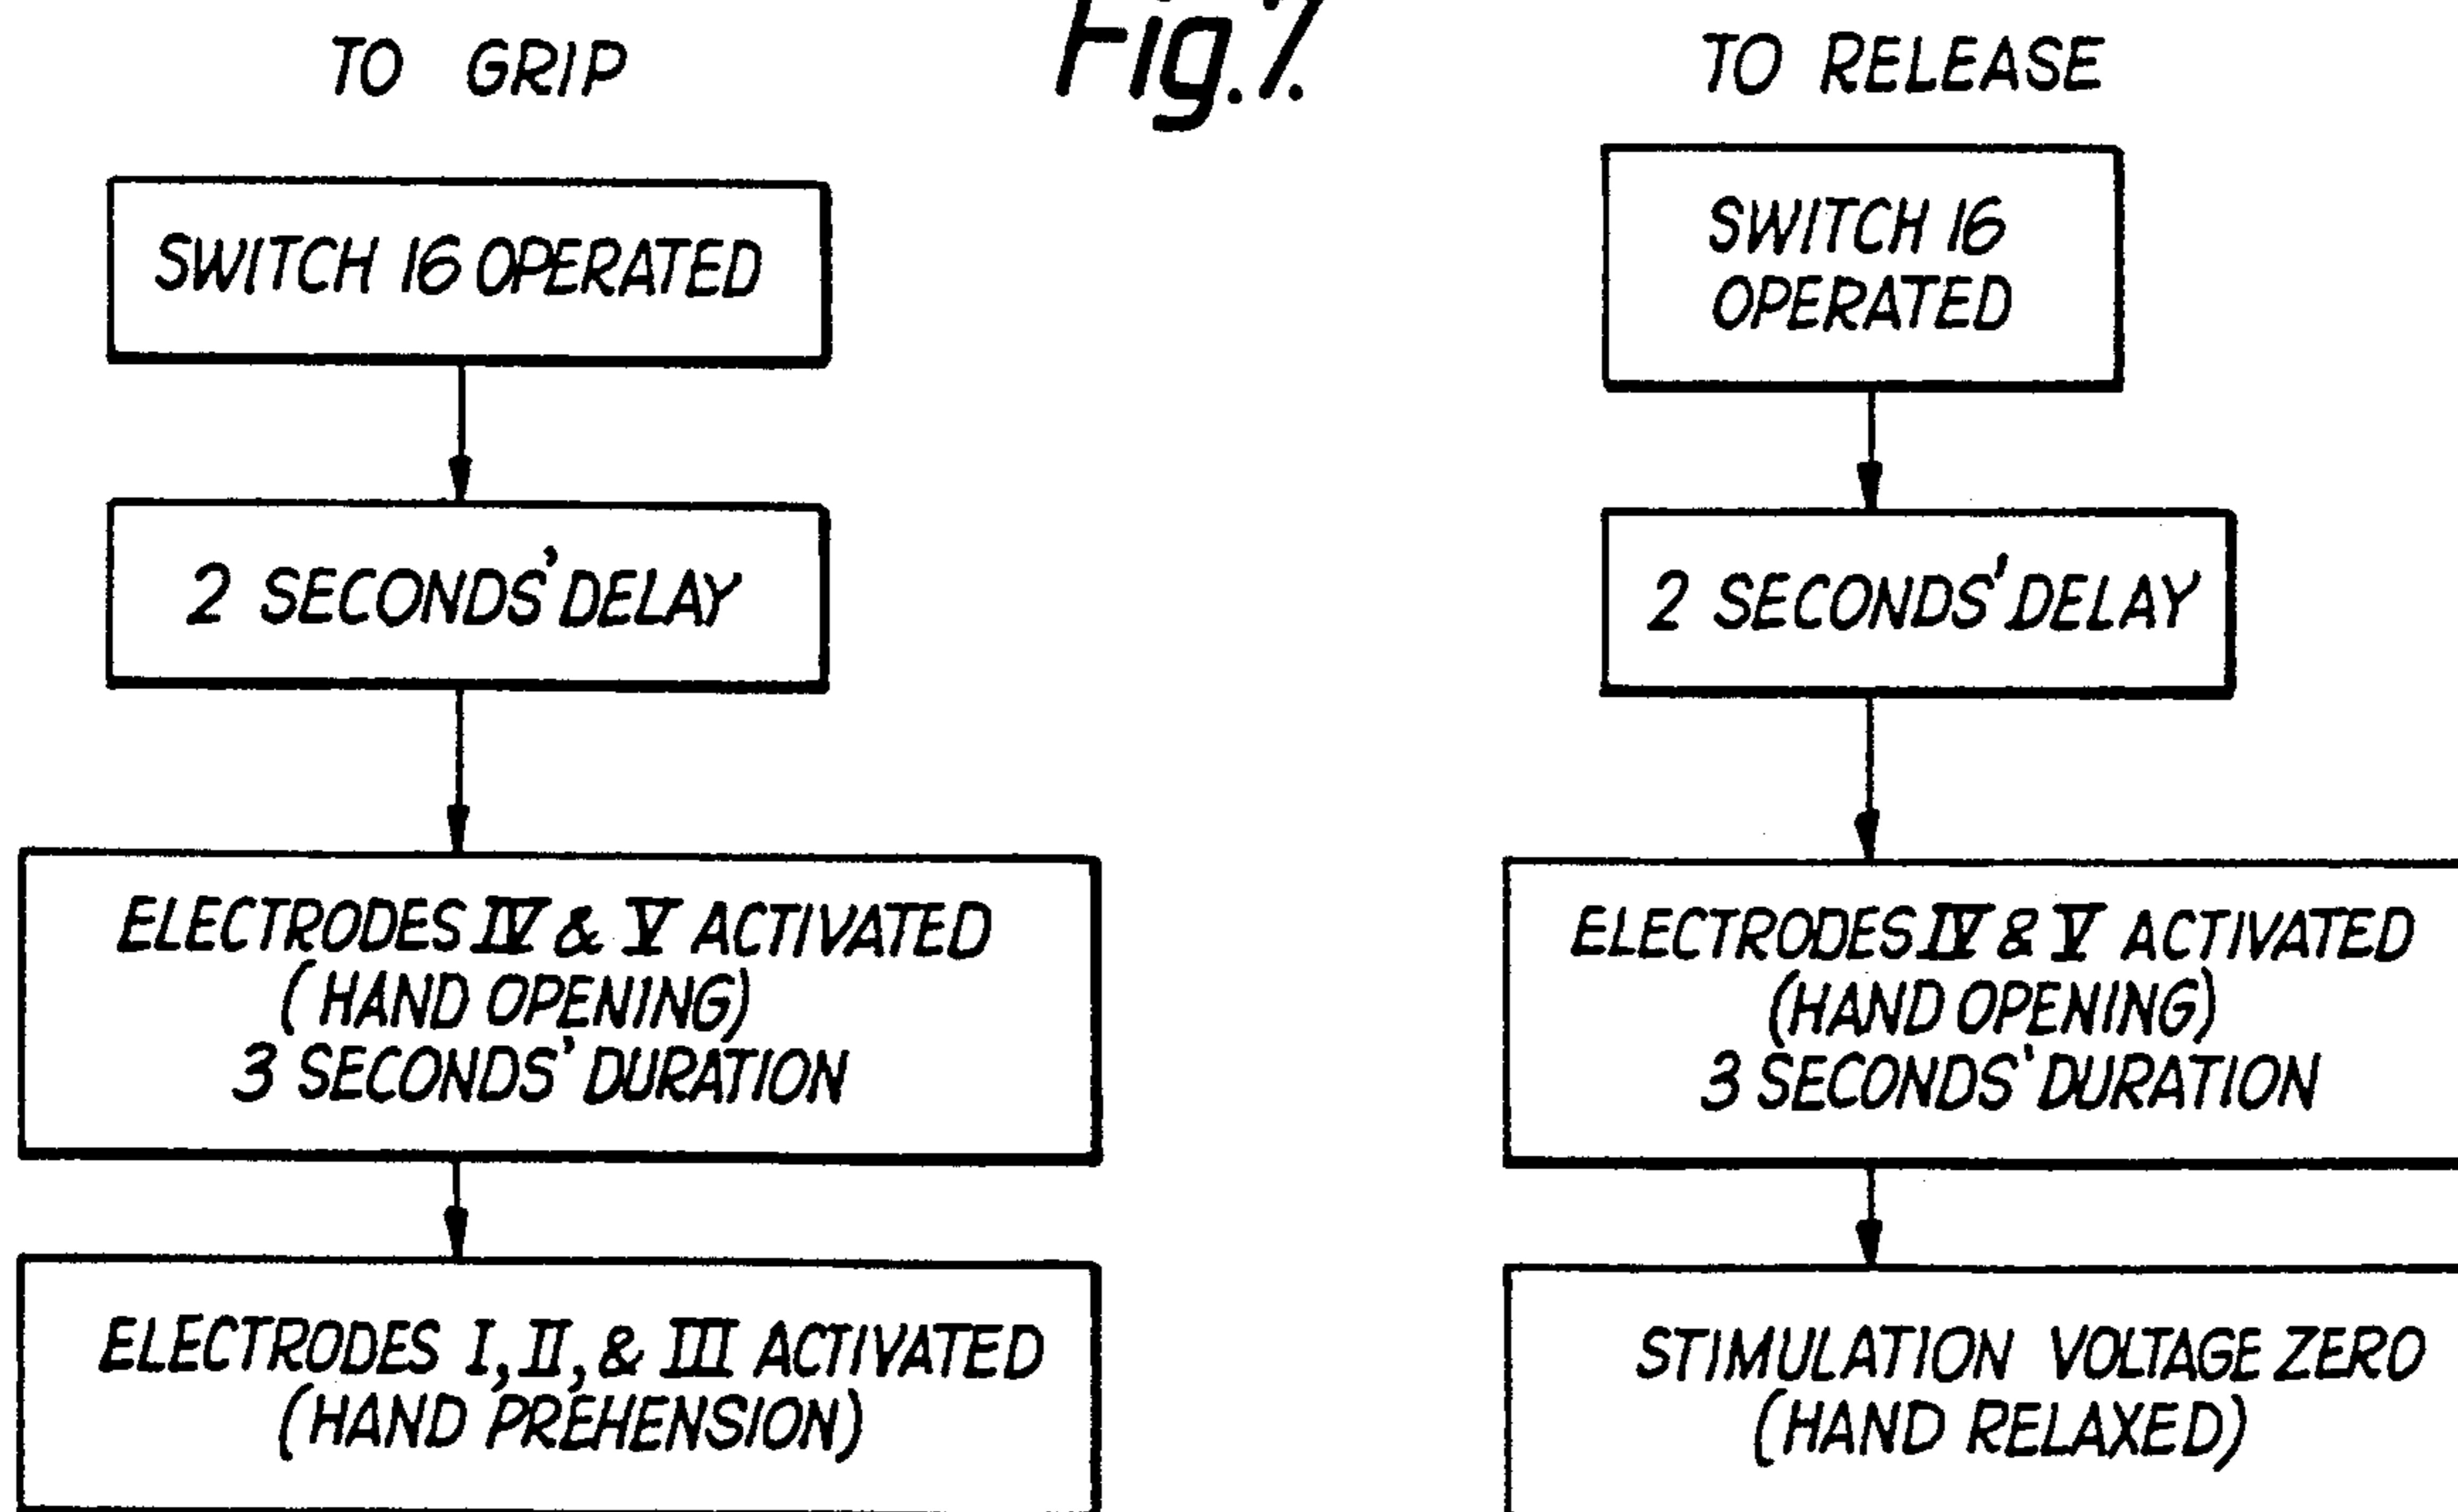 Fig.7.
TO GRIP
SWITCH 16 OPERATED
2 SECONDS' DELAY
ELECTRODES IV & V ACTIVATED
(HAND OPENING)
3 SECONDS' DURATION
ELECTRODES I, II, & III ACTIVATED
(HAND PREHENSION)
TO RELEASE
SWITCH 16
OPERATED
2 SECONDS' DELAY
ELECTRODES IV & V ACTIVATED
(HAND OPENING)
3 SECONDS' DURATION
STIMULATION VOLTAGE ZERO
(HAND RELAXED)